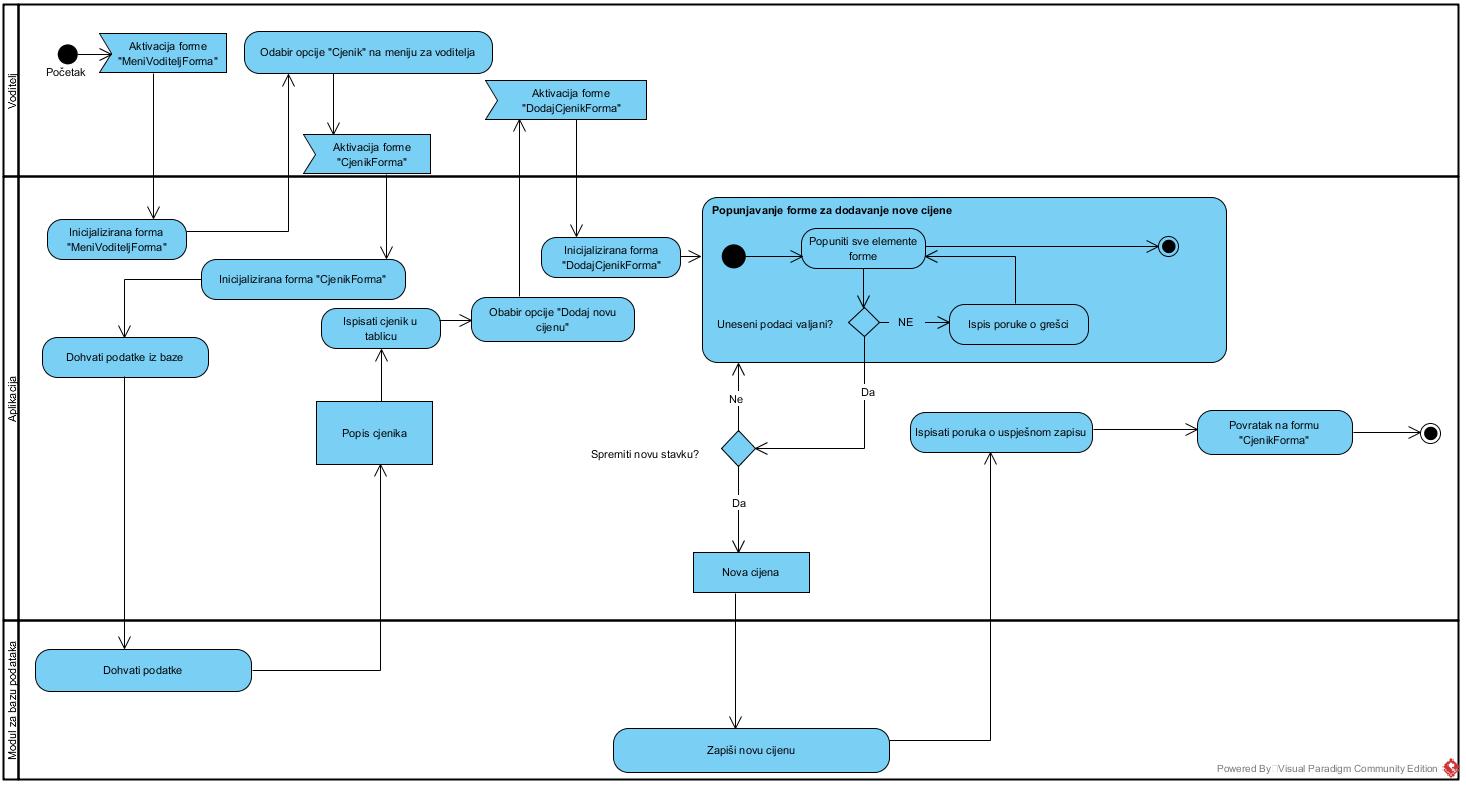 Voditelj
Početak
Aktivacija forme
"MeniVoditeljForma"
Odabir opcije "Cjenik" na meniju za voditelja
Aktivacija forme
"CjenikForma"
Aktivacija forme
"DodajCjenikForma"
Aplikacija
Inicijalizirana forma
"MeniVoditeljForma"
Inicijalizirana forma "CjenikForma"
Dohvati podatke iz baze
Ispisati cjenik u
tablicu
Popis cjenika
Obabir opcije "Dodaj novu
cijenu"
Inicijalizirana forma
"DodajCjenikForma"
Popunjavanje forme za dodavanje nove cijene
Popuniti sve elemente
forme
Uneseni podaci valjani?
NE
Ispis poruke o grešci
Da
Ne
Spremiti novu stavku?
Da
Nova cijena
Ispisati poruka o uspješnom zapisu
Povratak na formu
"CjenikForma"
Modul za bazu podataka
Dohvati podatke
Zapiši novu cijenu
Powered By Visual Paradigm Community Edition